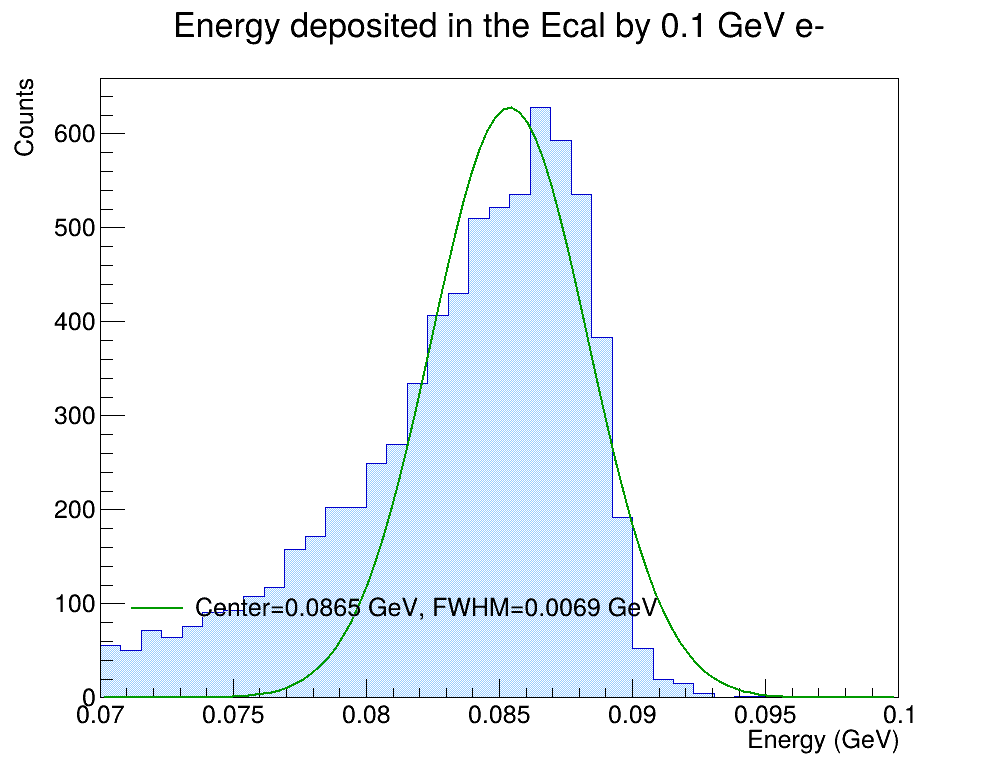 Energy deposited in the Ecal by 0.1 GeV e-
Counts
600
500
400
300
200
100
0
Center=0.0865 GeV, FWHM=0.0069 GeV
0.07 0.075 0.08 0.085 0.09 0.095 0.1
Energy (GeV)